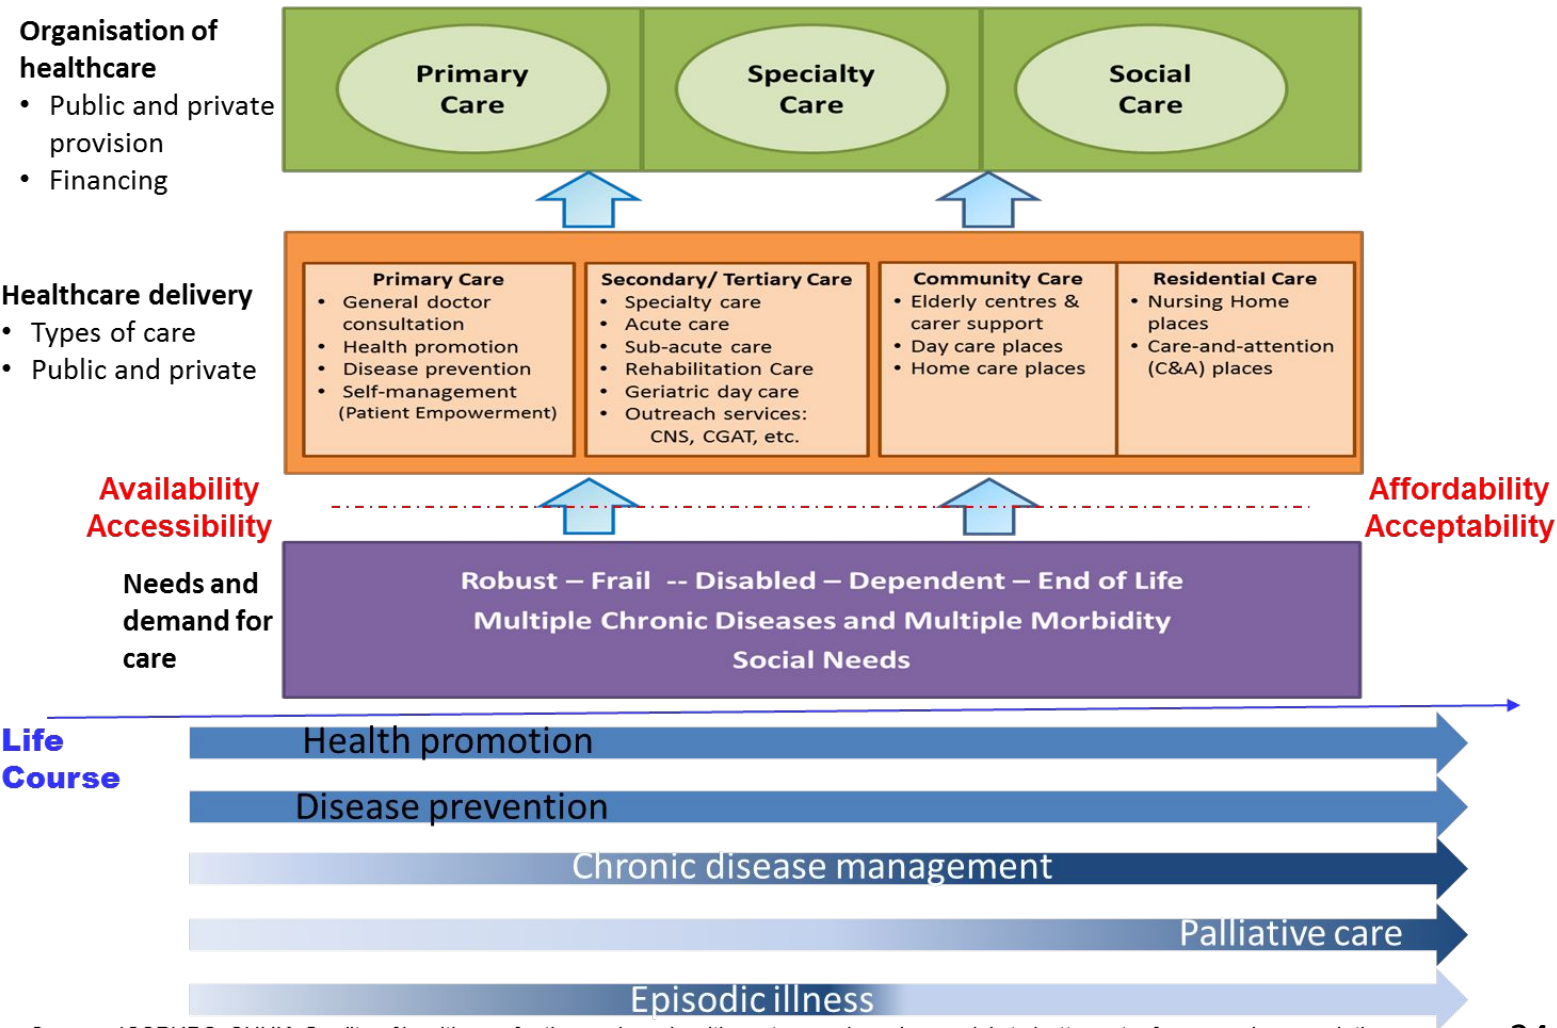 Organisation of
healthcare
• Public and private
provision
• Financing
Primary
Care
Specialty
Care
Social
Care
Healthcare delivery
• Types of care
• Public and private
Primary Care
• General doctor
consultation
• Health promotion
• Disease prevention
• Self-management
(Patient Empowerment)
Secondary/ Tertiary Care
• Specialty care
• Acute care
• Sub-acute care
• Rehabilitation Care
• Geriatric day care
• Outreach services:
CNS, CGAT, etc.
Community Care
• Elderly centres &
carer support
• Day care places
• Home care places
Residential Care
• Nursing Home
places
• Care-and-attention
(C&A) places
Availability
Accessibility
Affordability
Acceptability
Needs and
demand for
care
Robust – Frail -- Disabled – Dependent – End of Life
Multiple Chronic Diseases and Multiple Morbidity
Social Needs
Life
Course
Health promotion
Disease prevention
Chronic disease management
Palliative care
Episodic illness